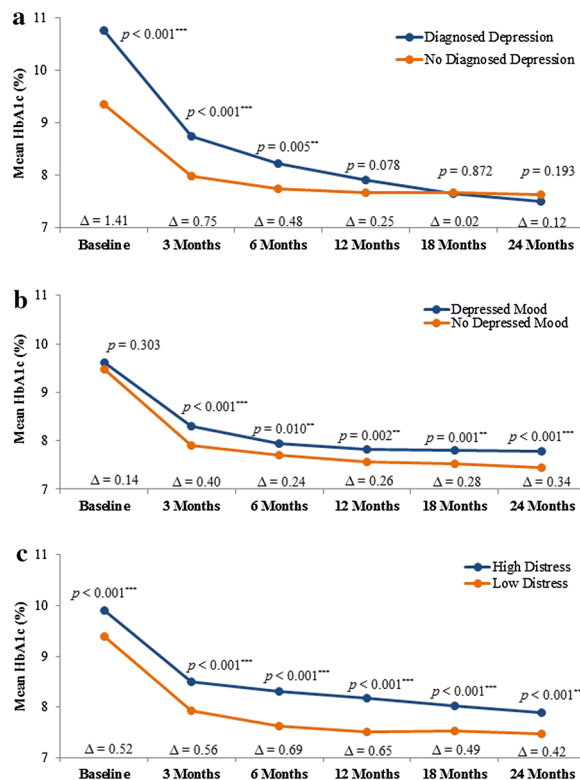 a
11
10
9
8
7
Mean HbA1c (%)
Diagnosed Depression
No Diagnosed Depression
p < 0.001***
p < 0.001***
p = 0.005**
p = 0.078
p = 0.872
p = 0.193
Δ = 1.41 Δ = 0.75 Δ = 0.48 Δ = 0.25 Δ = 0.02 Δ = 0.12
Baseline 3 Months 6 Months 12 Months 18 Months 24 Months
b
11
10
9
8
7
Mean HbA1c (%)
Depressed Mood
No Depressed Mood
p = 0.303
p < 0.001***
p = 0.010**
p = 0.002**
p = 0.001**
p < 0.001***
Δ = 0.14 Δ = 0.40 Δ = 0.24 Δ = 0.26 Δ = 0.28 Δ = 0.34
Baseline 3 Months 6 Months 12 Months 18 Months 24 Months
c
11
10
9
8
7
Mean HbA1c (%)
High Distress
Low Distress
p < 0.001***
p < 0.001***
p < 0.001***
p < 0.001***
p < 0.001***
p < 0.001**
Δ = 0.52 Δ = 0.56 Δ = 0.69 Δ = 0.65 Δ = 0.49 Δ = 0.42
Baseline 3 Months 6 Months 12 Months 18 Months 24 Months